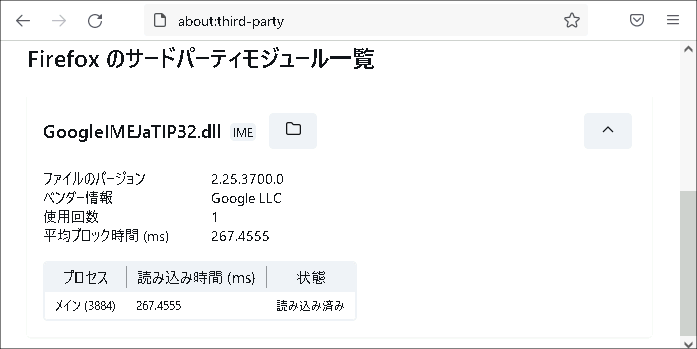 about:third-party
Firefox のサードパーティモジュール一覧
GoogleIMEJaTIP32.dll IME
ファイルのバージョン 2.25.3700.0
ベンダー情報 Google LLC
使用回数 1
平均ブロック時間 (ms) 267.4555
プロセス 読み込み時間 (ms) 状態
メイン (3884) 267.4555 読み込み済み